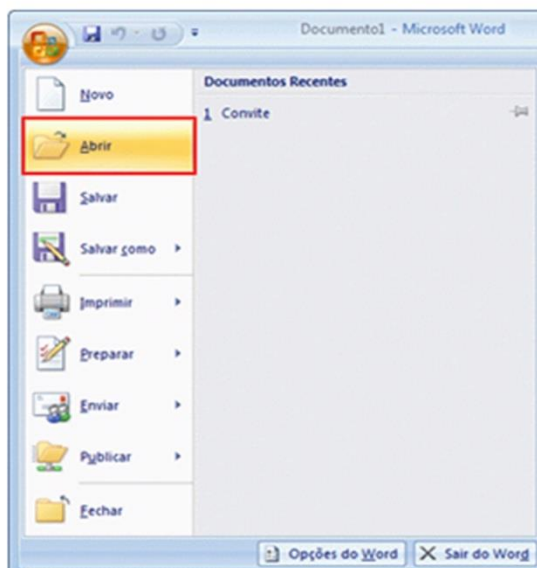 Documento1 - Microsoft Word
Novo
Abrir
Salvar
Salvar como
Imprimir
Preparar
Enviar
Publicar
Fechar
Documentos Recentes
1 Convite
Opções do Word
Sair do Word